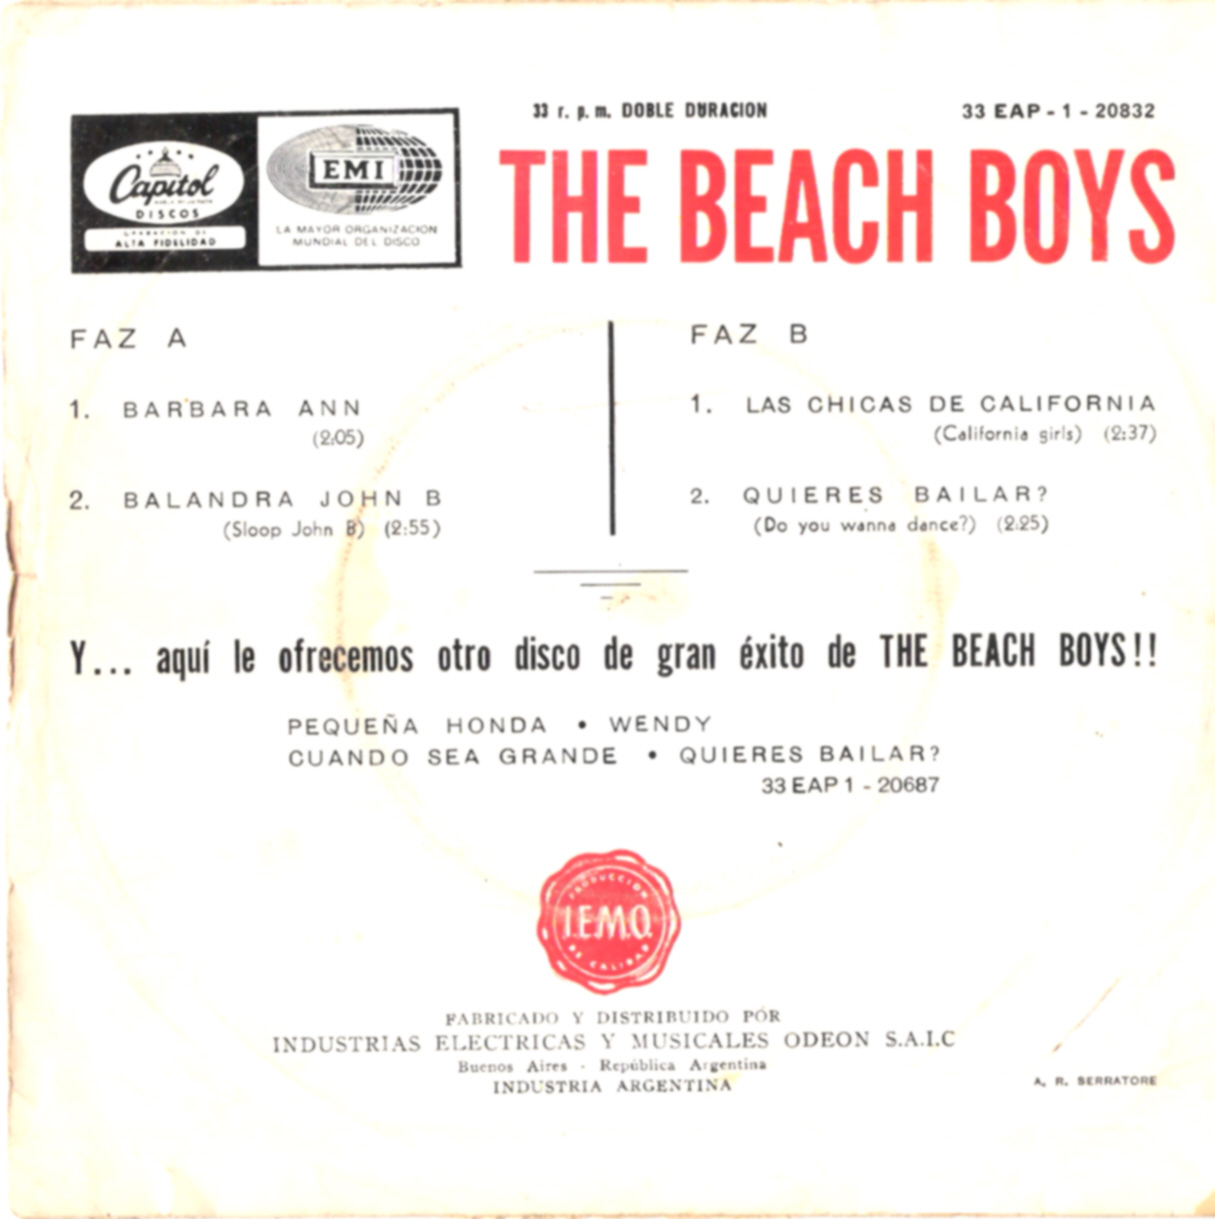 33 r. p. m. DOBLE DURACION
33 EAP - 1 - 20832
Capitol
DISCOS
ALTA FIDELIDAD
EMI
LA MAYOR ORGANIZACION
MUNDIAL DEL DISCO
THE BEACH BOYS
FAZ A
1. BARBARA ANN
(2:05)
2. BALANDRA JOHN B
(Sloop John B) (2:55)
FAZ B
1. LAS CHICAS DE CALIFORNIA
(California girls) (2:37)
2. QUIERES BAILAR?
(Do you wanna dance?) (2:25)
Y... aquí le ofrecemos otro disco de gran éxito de THE BEACH BOYS!!
PEQUEÑA HONDA • WENDY
CUANDO SEA GRANDE • QUIERES BAILAR?
33 EAP 1 - 20687
PRODUCCION
I.E.M.O.
DE CALIDAD
FABRICADO Y DISTRIBUIDO POR
INDUSTRIAS ELECTRICAS Y MUSICALES ODEON S.A.I.C
Buenos Aires - República Argentina
INDUSTRIA ARGENTINA
A. R. SERRATORE